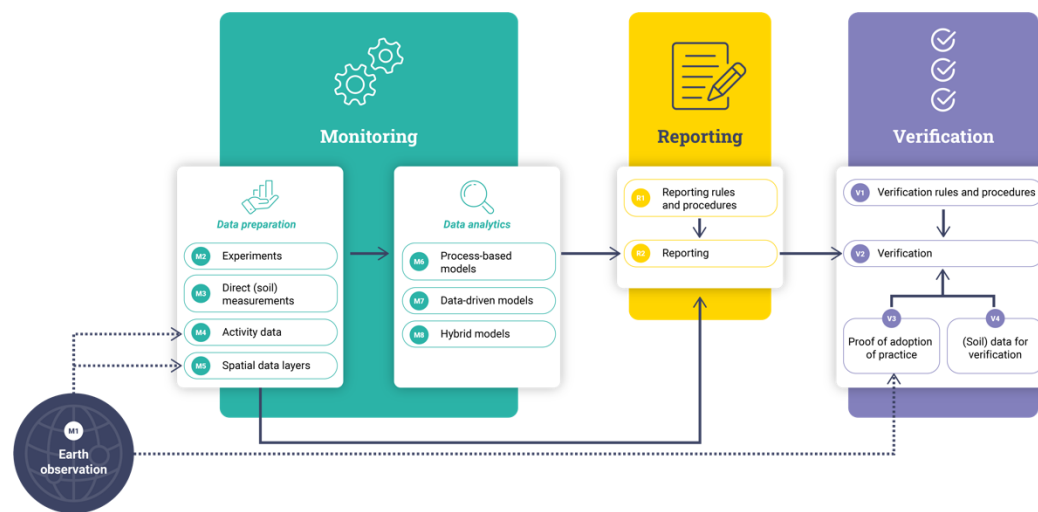 Monitoring
Reporting
Verification
Data preparation
M2 Experiments
M3 Direct (soil)
measurements
M4 Activity data
M5 Spatial data layers
Data analytics
M6 Process-based
models
M7 Data-driven models
M8 Hybrid models
R1 Reporting rules
and procedures
R2 Reporting
V1 Verification rules and procedures
V2 Verification
V3
Proof of adoption
of practice
V4
(Soil) data for
verification
M1
Earth
observation